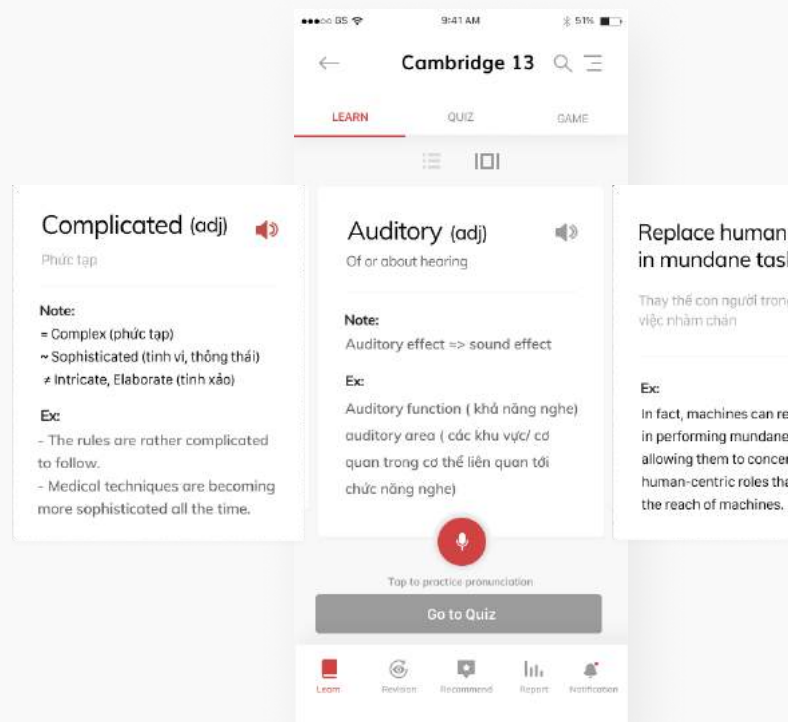 GS 9:41 AM 51%
Cambridge 13
LEARN QUIZ GAME
Complicated (adj)
Phức tạp
Note:
= Complex (phức tạp)
~ Sophisticated (tinh vi, thông thái)
≠ Intricate, Elaborate (tinh xảo)
Ex:
- The rules are rather complicated
to follow.
- Medical techniques are becoming
more sophisticated all the time.
Auditory (adj)
Of or about hearing
Note:
Auditory effect => sound effect
Ex:
Auditory function ( khả năng nghe)
auditory area ( các khu vực/ cơ
quan trong cơ thể liên quan tới
chức năng nghe)
Replace human
in mundane
Thay thế con người
việc nhàm chán
Ex:
In fact, machines can
in performing mundane
allowing them to
human-centric roles
the reach of machines.
Tap to practice pronunciation
Go to Quiz
Learn Revision Recommend Report Notification